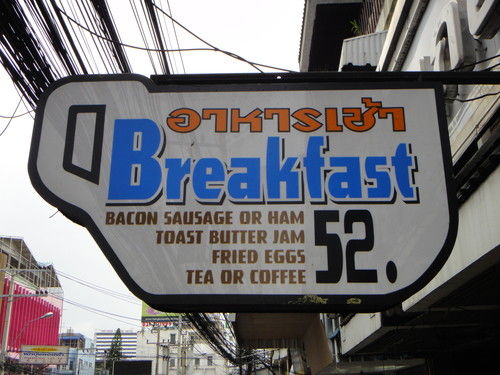 อาหารเช้า
Breakfast
BACON SAUSAGE OR HAM
TOAST BUTTER JAM
FRIED EGGS
TEA OR COFFEE
52.